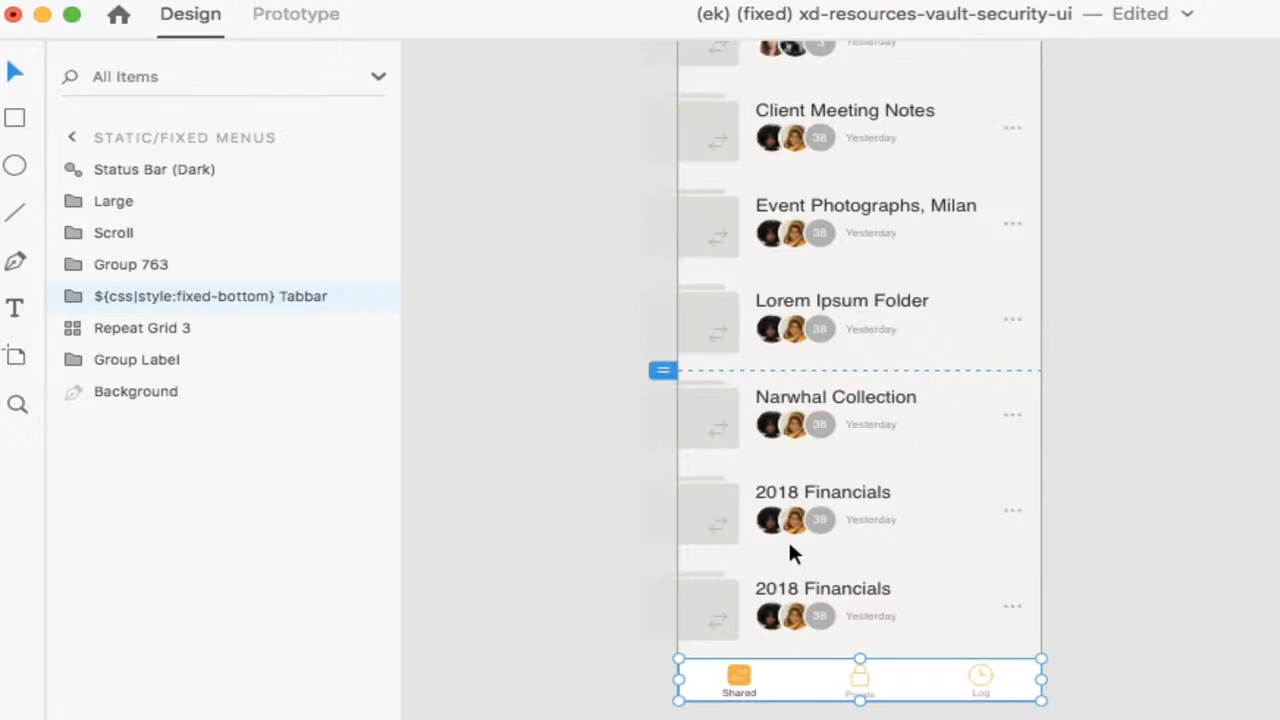 Design
Prototype
(ek) (fixed) xd-resources-vault-security-ui — Edited
All Items
STATIC/FIXED MENUS
Status Bar (Dark)
Large
Scroll
Group 763
${css|style:fixed-bottom} Tabbar
Repeat Grid 3
Group Label
Background
3 Yesterday
Client Meeting Notes
38 Yesterday
Event Photographs, Milan
38 Yesterday
Lorem Ipsum Folder
38 Yesterday
Narwhal Collection
38 Yesterday
2018 Financials
38 Yesterday
2018 Financials
38 Yesterday
Shared
Log